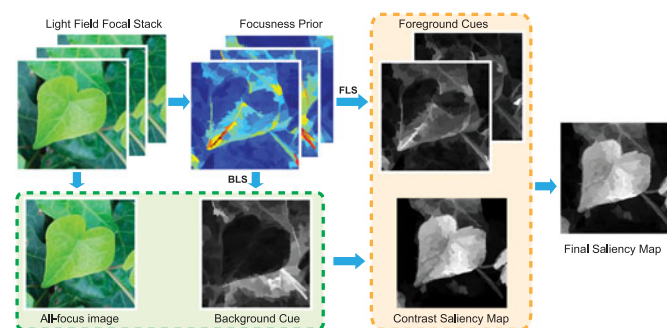 Light Field Focal Stack
Focusness Prior
Foreground Cues
FLS
BLS
Final Saliency Map
All-focus image
Background Cue
Contrast Saliency Map